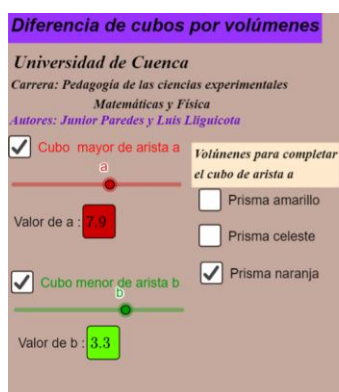 Diferencia de cubos por volúmenes
Universidad de Cuenca
Carrera: Pedagogía de las ciencias experimentales
Matemáticas y Física
Autores: Junior Paredes y Luis Lliguicota
Cubo mayor de arista a
a
Valor de a : 7.9
Cubo menor de arista b
b
Valor de b : 3.3
Volúnenes para completar
el cubo de arista a
Prisma amarillo
Prisma celeste
Prisma naranja